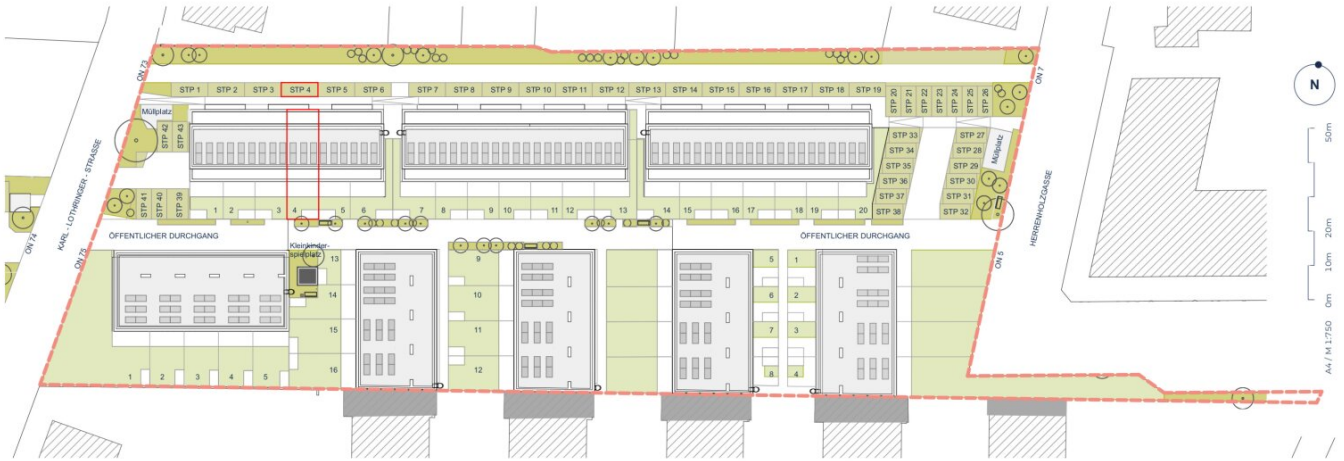 ON 73
ON 7
STP 1
STP 2
STP 3
STP 4
STP 5
STP 6
STP 7
STP 8
STP 9
STP 10
STP 11
STP 12
STP 13
STP 14
STP 15
STP 16
STP 17
STP 18
STP 19
STP 20
STP 21
STP 22
STP 23
STP 24
STP 25
STP 26
N
Müllplatz
STP 42
STP 43
STP 33
STP 34
STP 35
STP 36
STP 37
STP 38
STP 27
STP 28
STP 29
STP 30
STP 31
STP 32
Müllplatz
KARL - LOTHRINGER - STRASSE
STP 41
STP 40
STP 39
1 2 3 4 5 6 7 8 9 10 11 12 13 14 15 16 17 18 19 20
HERRENHOLZGASSE
ON 74
ON 75
ON 5
ÖFFENTLICHER DURCHGANG
ÖFFENTLICHER DURCHGANG
Kleinkinder-
spielplatz
13
14
15
16
9
10
11
12
5
6
7
8
1
2
3
4
1 2 3 4 5
50m
20m
10m
0m
A4 / M 1:750